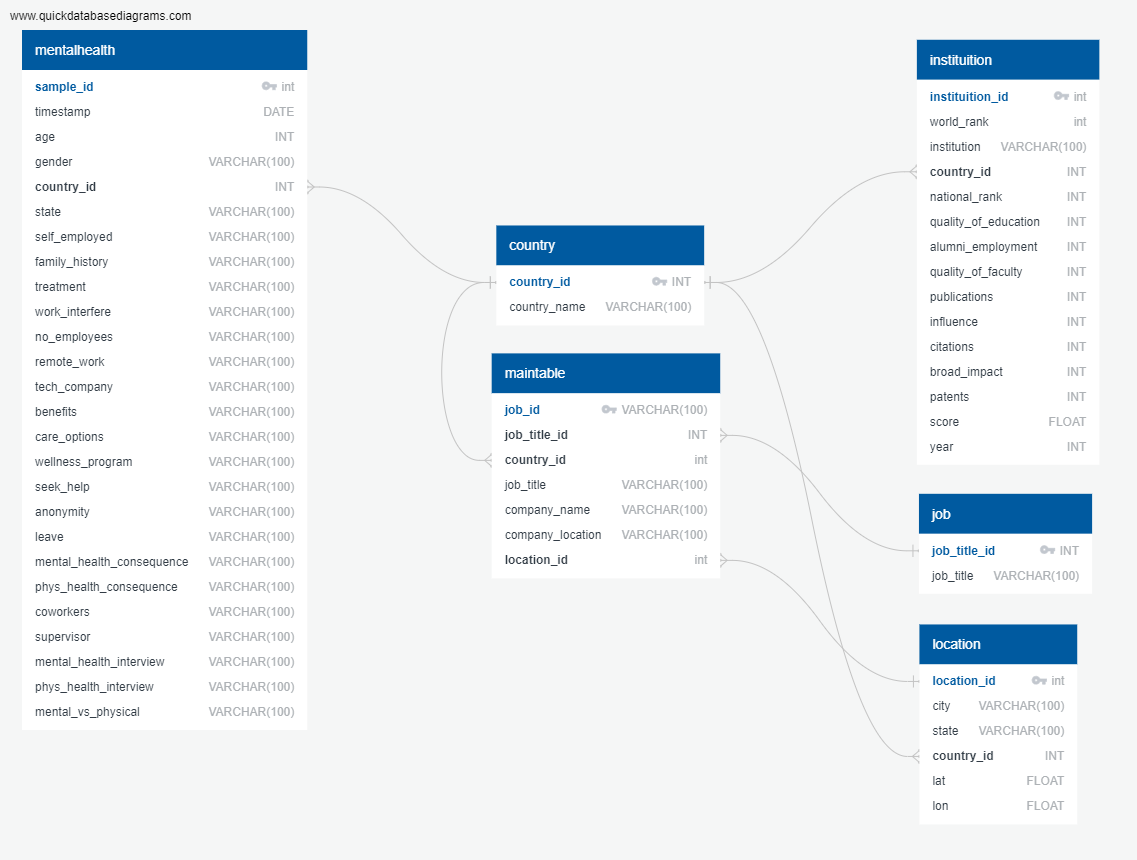 www.quickdatabasediagrams.com
mentalhealth
sample_id int
timestamp DATE
age INT
gender VARCHAR(100)
country_id INT
state VARCHAR(100)
self_employed VARCHAR(100)
family_history VARCHAR(100)
treatment VARCHAR(100)
work_interfere VARCHAR(100)
no_employees VARCHAR(100)
remote_work VARCHAR(100)
tech_company VARCHAR(100)
benefits VARCHAR(100)
care_options VARCHAR(100)
wellness_program VARCHAR(100)
seek_help VARCHAR(100)
anonymity VARCHAR(100)
leave VARCHAR(100)
mental_health_consequence VARCHAR(100)
phys_health_consequence VARCHAR(100)
coworkers VARCHAR(100)
supervisor VARCHAR(100)
mental_health_interview VARCHAR(100)
phys_health_interview VARCHAR(100)
mental_vs_physical VARCHAR(100)
country
country_id INT
country_name VARCHAR(100)
maintable
job_id VARCHAR(100)
job_title_id INT
country_id int
job_title VARCHAR(100)
company_name VARCHAR(100)
company_location VARCHAR(100)
location_id int
instituition
instituition_id int
world_rank int
institution VARCHAR(100)
country_id INT
national_rank INT
quality_of_education INT
alumni_employment INT
quality_of_faculty INT
publications INT
influence INT
citations INT
broad_impact INT
patents INT
score FLOAT
year INT
job
job_title_id INT
job_title VARCHAR(100)
location
location_id int
city VARCHAR(100)
state VARCHAR(100)
country_id INT
lat FLOAT
lon FLOAT